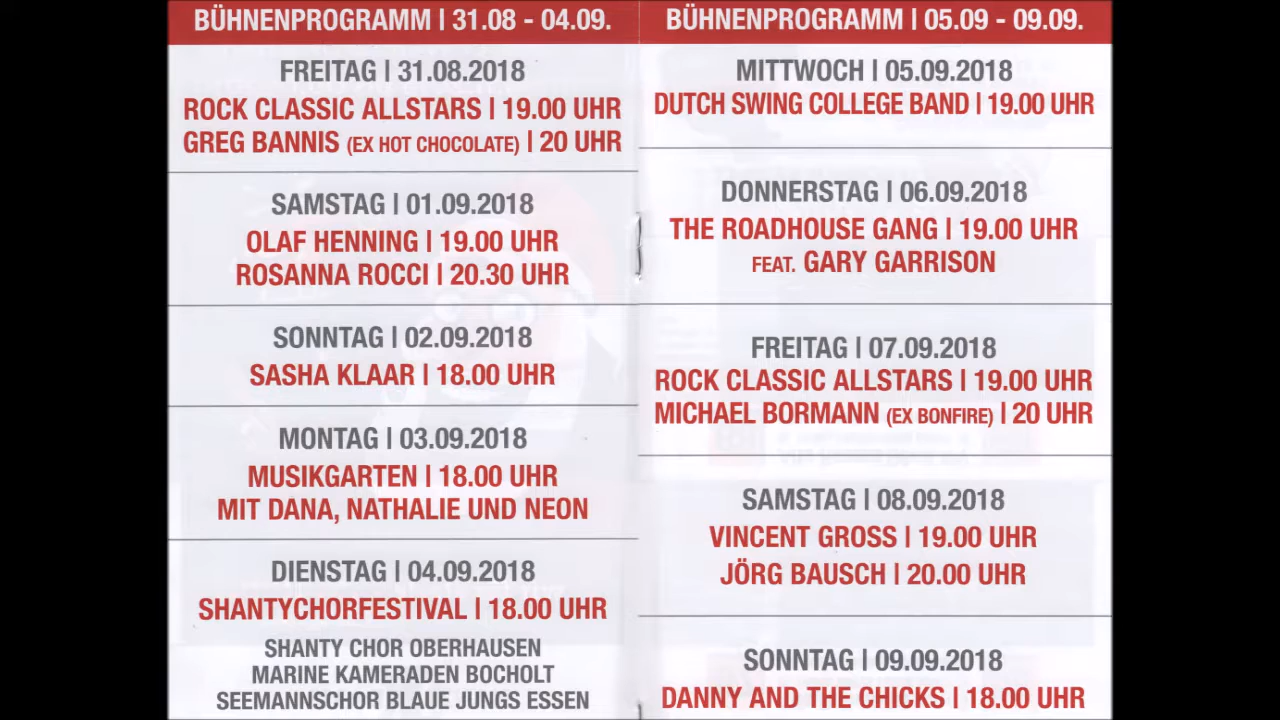 BÜHNENPROGRAMM | 31.08 - 04.09.
FREITAG | 31.08.2018
ROCK CLASSIC ALLSTARS | 19.00 UHR
GREG BANNIS (EX HOT CHOCOLATE) | 20 UHR
SAMSTAG | 01.09.2018
OLAF HENNING | 19.00 UHR
ROSANNA ROCCI | 20.30 UHR
SONNTAG | 02.09.2018
SASHA KLAAR | 18.00 UHR
MONTAG | 03.09.2018
MUSIKGARTEN | 18.00 UHR
MIT DANA, NATHALIE UND NEON
DIENSTAG | 04.09.2018
SHANTYCHORFESTIVAL | 18.00 UHR
SHANTY CHOR OBERHAUSEN
MARINE KAMERADEN BOCHOLT
SEEMANNSCHOR BLAUE JUNGS ESSEN
BÜHNENPROGRAMM | 05.09 - 09.09.
MITTWOCH | 05.09.2018
DUTCH SWING COLLEGE BAND | 19.00 UHR
DONNERSTAG | 06.09.2018
THE ROADHOUSE GANG | 19.00 UHR
FEAT. GARY GARRISON
FREITAG | 07.09.2018
ROCK CLASSIC ALLSTARS | 19.00 UHR
MICHAEL BORMANN (EX BONFIRE) | 20 UHR
SAMSTAG | 08.09.2018
VINCENT GROSS | 19.00 UHR
JÖRG BAUSCH | 20.00 UHR
SONNTAG | 09.09.2018
DANNY AND THE CHICKS | 18.00 UHR